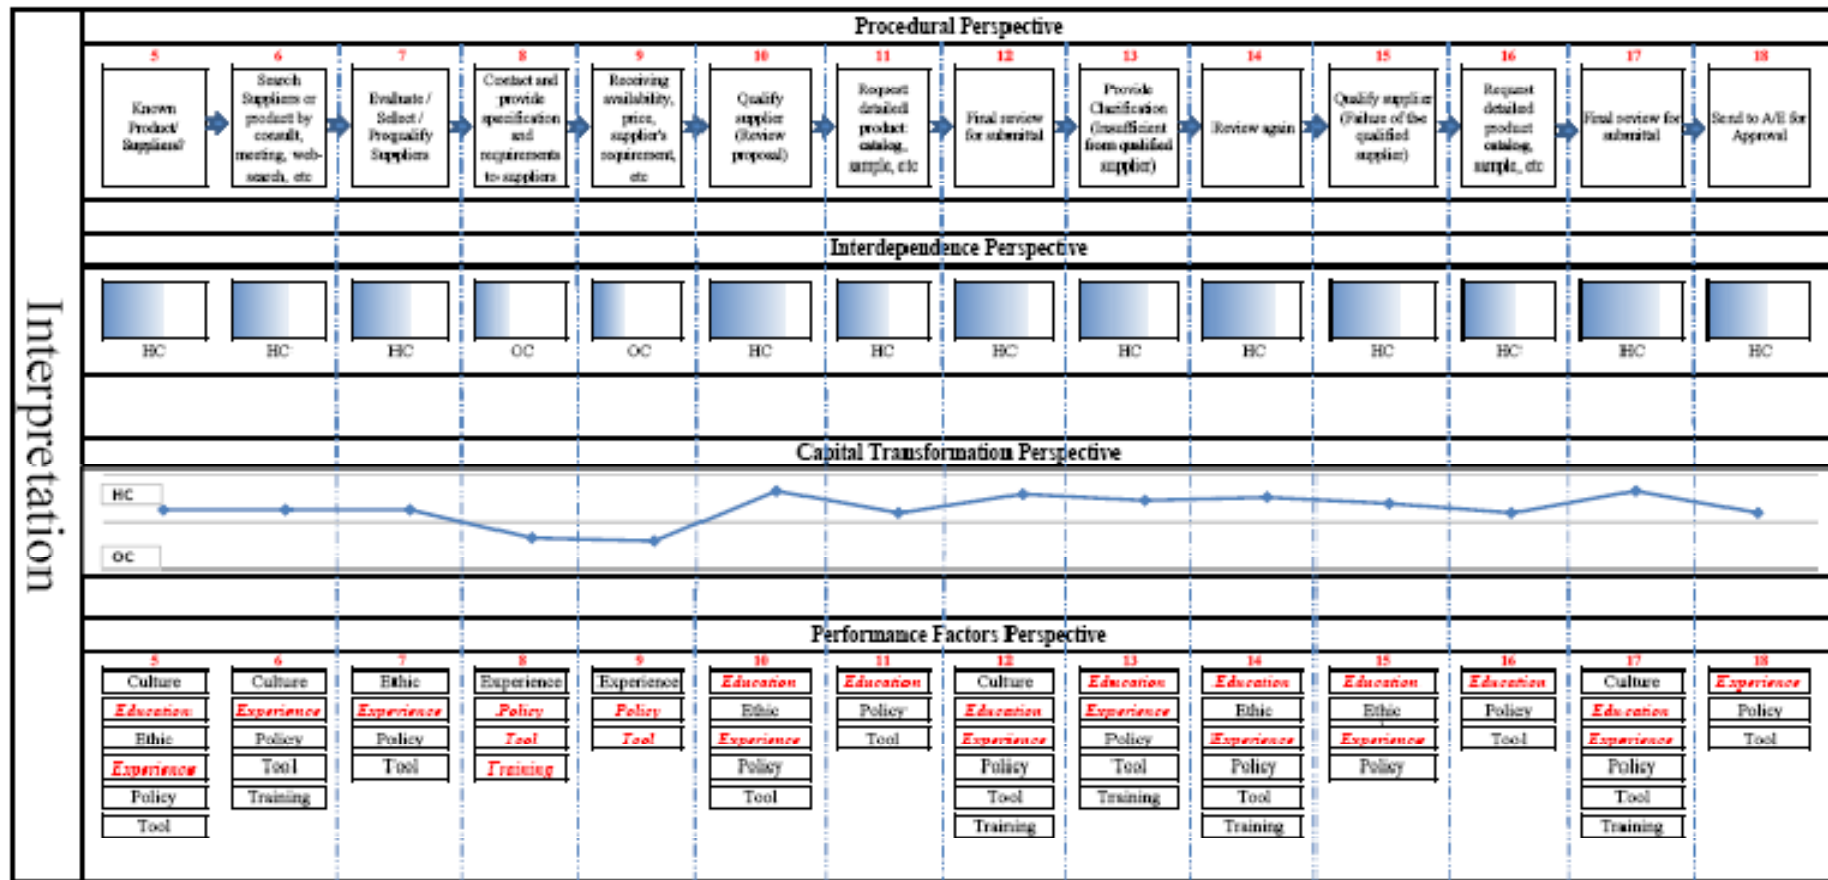 Interpretation
Procedural Perspective
5
6
7
8
9
10
11
12
13
14
15
16
17
18
Known
Product/
Suppliers?
Search
Suppliers or
product by
consult,
meeting, web-
search, etc
Evaluate /
Select /
Prequalify
Suppliers
Contact and
provide
specification
and
requirements
to suppliers
Receiving
availability,
price,
supplier's
requirement,
etc
Qualify
supplier
(Review
proposal)
Request
detailed
product
catalog,
sample, etc
Final review
for submittal
Provide
Clarification
(Insufficient
from qualified
supplier)
Review again
Qualify supplier
(Failure of the
qualified
supplier)
Request
detailed
product
catalog,
sample, etc
Final review for
submittal
Send to A/E for
Approval
Interdependence Perspective
HC
HC
HC
OC
OC
HC
HC
HC
HC
HC
HC
HC
HC
HC
Capital Transformation Perspective
HC
OC
Performance Factors Perspective
5
Culture
Education
Ethic
Experience
Policy
Tool
6
Culture
Experience
Policy
Tool
Training
7
Ethic
Experience
Policy
Tool
8
Experience
Policy
Tool
Training
9
Experience
Policy
Tool
10
Education
Ethic
Experience
Policy
Tool
11
Education
Policy
Tool
12
Culture
Education
Experience
Policy
Tool
Training
13
Education
Experience
Policy
Tool
Training
14
Education
Ethic
Experience
Policy
Tool
Training
15
Education
Ethic
Experience
Policy
16
Education
Policy
Tool
17
Culture
Education
Experience
Policy
Tool
Training
18
Experience
Policy
Tool